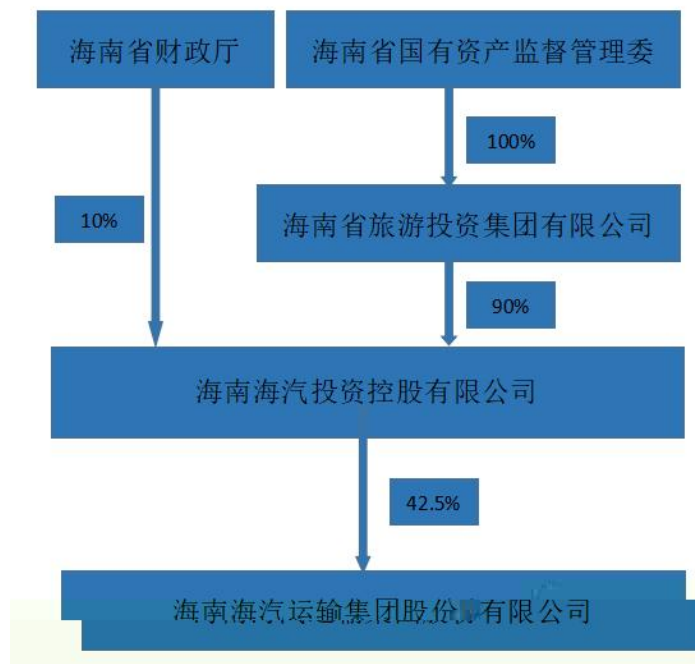 海南省财政厅
海南省国有资产监督管理委
100%
10%
海南省旅游投资集团有限公司
90%
海南海汽投资控股有限公司
42.5%
海南海汽运输集团股份有限公司